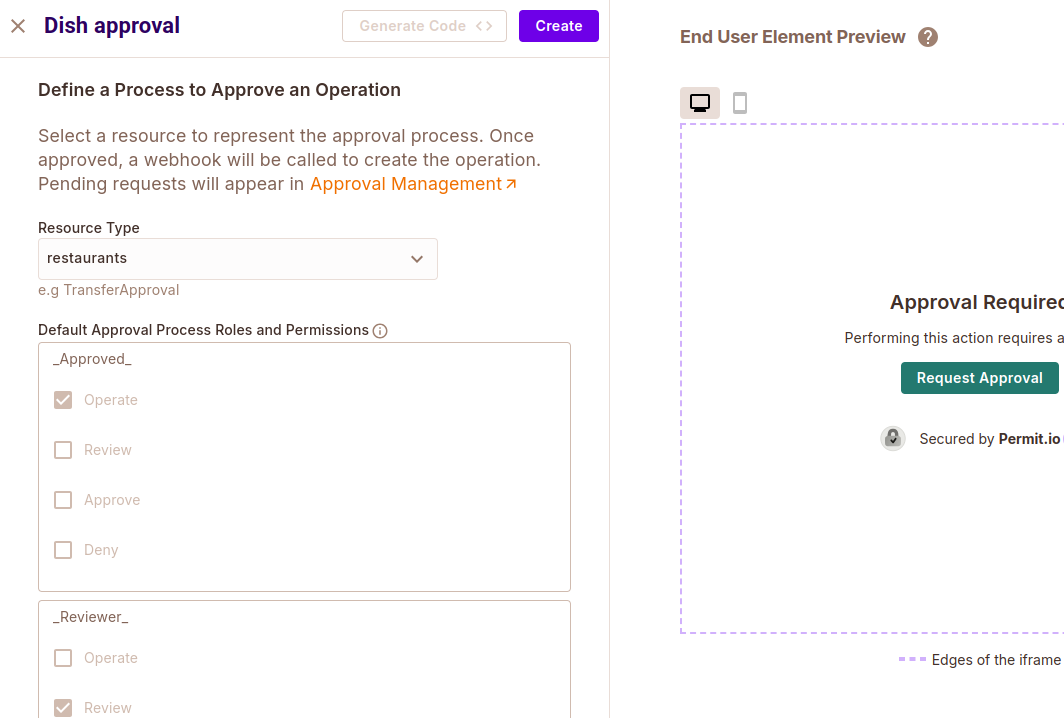 Dish approval
Generate Code <>
Create
Define a Process to Approve an Operation
Select a resource to represent the approval process. Once
approved, a webhook will be called to create the operation.
Pending requests will appear in Approval Management
Resource Type
restaurants
e.g TransferApproval
Default Approval Process Roles and Permissions
_Approved_
Operate
Review
Approve
Deny
_Reviewer_
Operate
Review
End User Element Preview
Approval Required
Performing this action requires a
Request Approval
Secured by Permit.io
Edges of the iframe